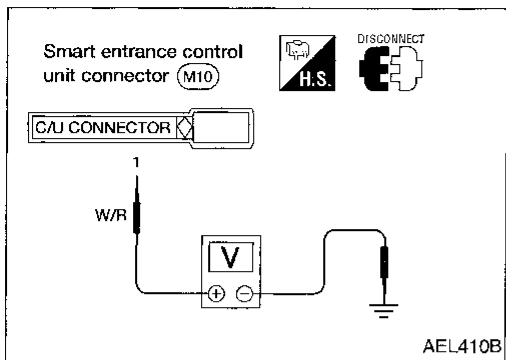 Smart entrance control
unit connector (M10)
H.S.
DISCONNECT
C/U CONNECTOR
1
W/R
V
+ −
AEL410B